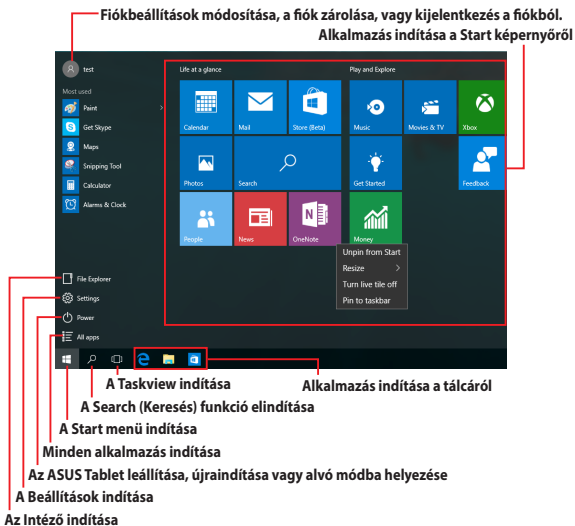 Fiókbeállítások módosítása, a fiók zárolása, vagy kijelentkezés a fiókból.
Alkalmazás indítása a Start képernyőről
test
Most used
Paint
Get Skype
Maps
Snipping Tool
Calculator
Alarms & Clock
File Explorer
Settings
Power
All apps
Life at a glance
Play and Explore
Calendar
Mail
Store (Beta)
Music
Movies & TV
Xbox
Photos
Search
Get Started
Feedback
People
News
OneNote
Money
Unpin from Start
Resize
Turn live tile off
Pin to taskbar
A Taskview indítása
Alkalmazás indítása a tálcáról
A Search (Keresés) funkció elindítása
A Start menü indítása
Minden alkalmazás indítása
Az ASUS Tablet leállítása, újraindítása vagy alvó módba helyezése
A Beállítások indítása
Az Intéző indítása